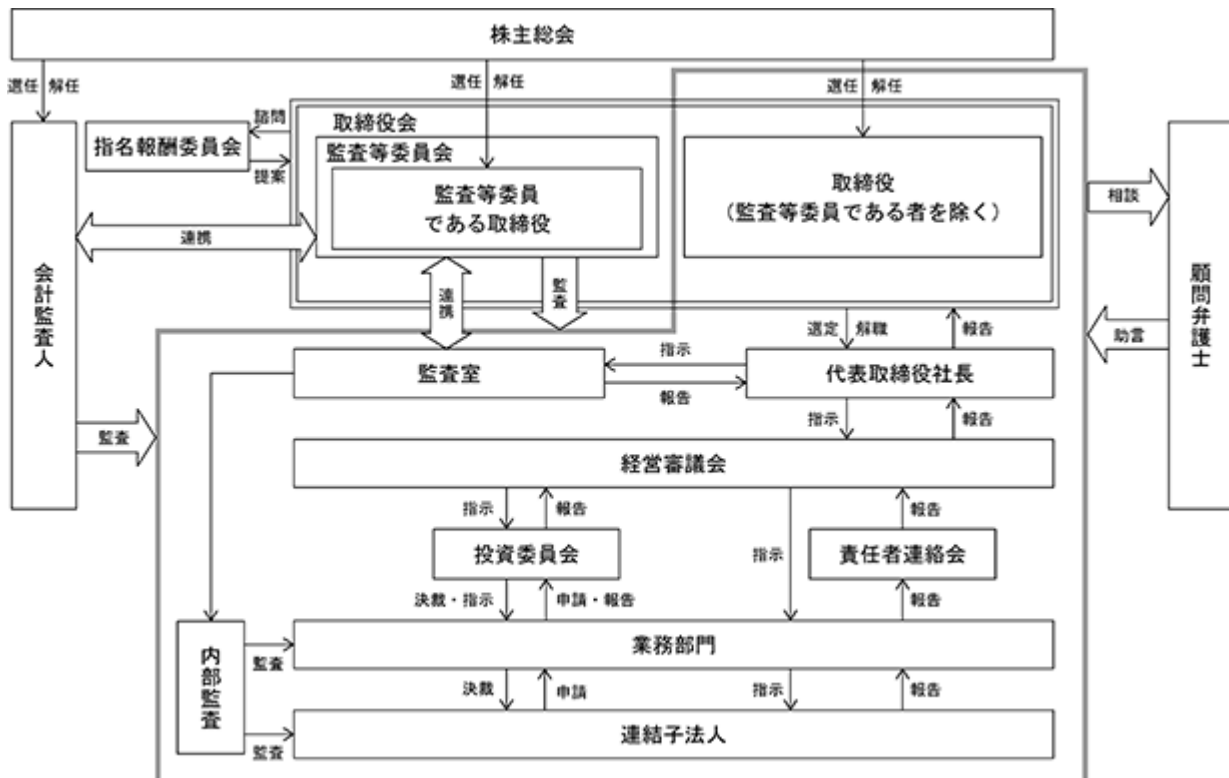 株主総会
選任 解任
選任 解任
選任 解任
諮問
指名報酬委員会
提案
取締役会
監査等委員会
監査等委員
である取締役
取締役
（監査等委員である者を除く）
相談
連携
会計監査人
顧問弁護士
連携
監査
選定 解職
報告
助言
監査室
指示
報告
代表取締役社長
監査
指示
報告
経営審議会
指示
報告
指示
報告
投資委員会
責任者連絡会
決裁・指示
申請・報告
報告
内部監査
監査
業務部門
決裁
申請
指示
報告
監査
連結子法人